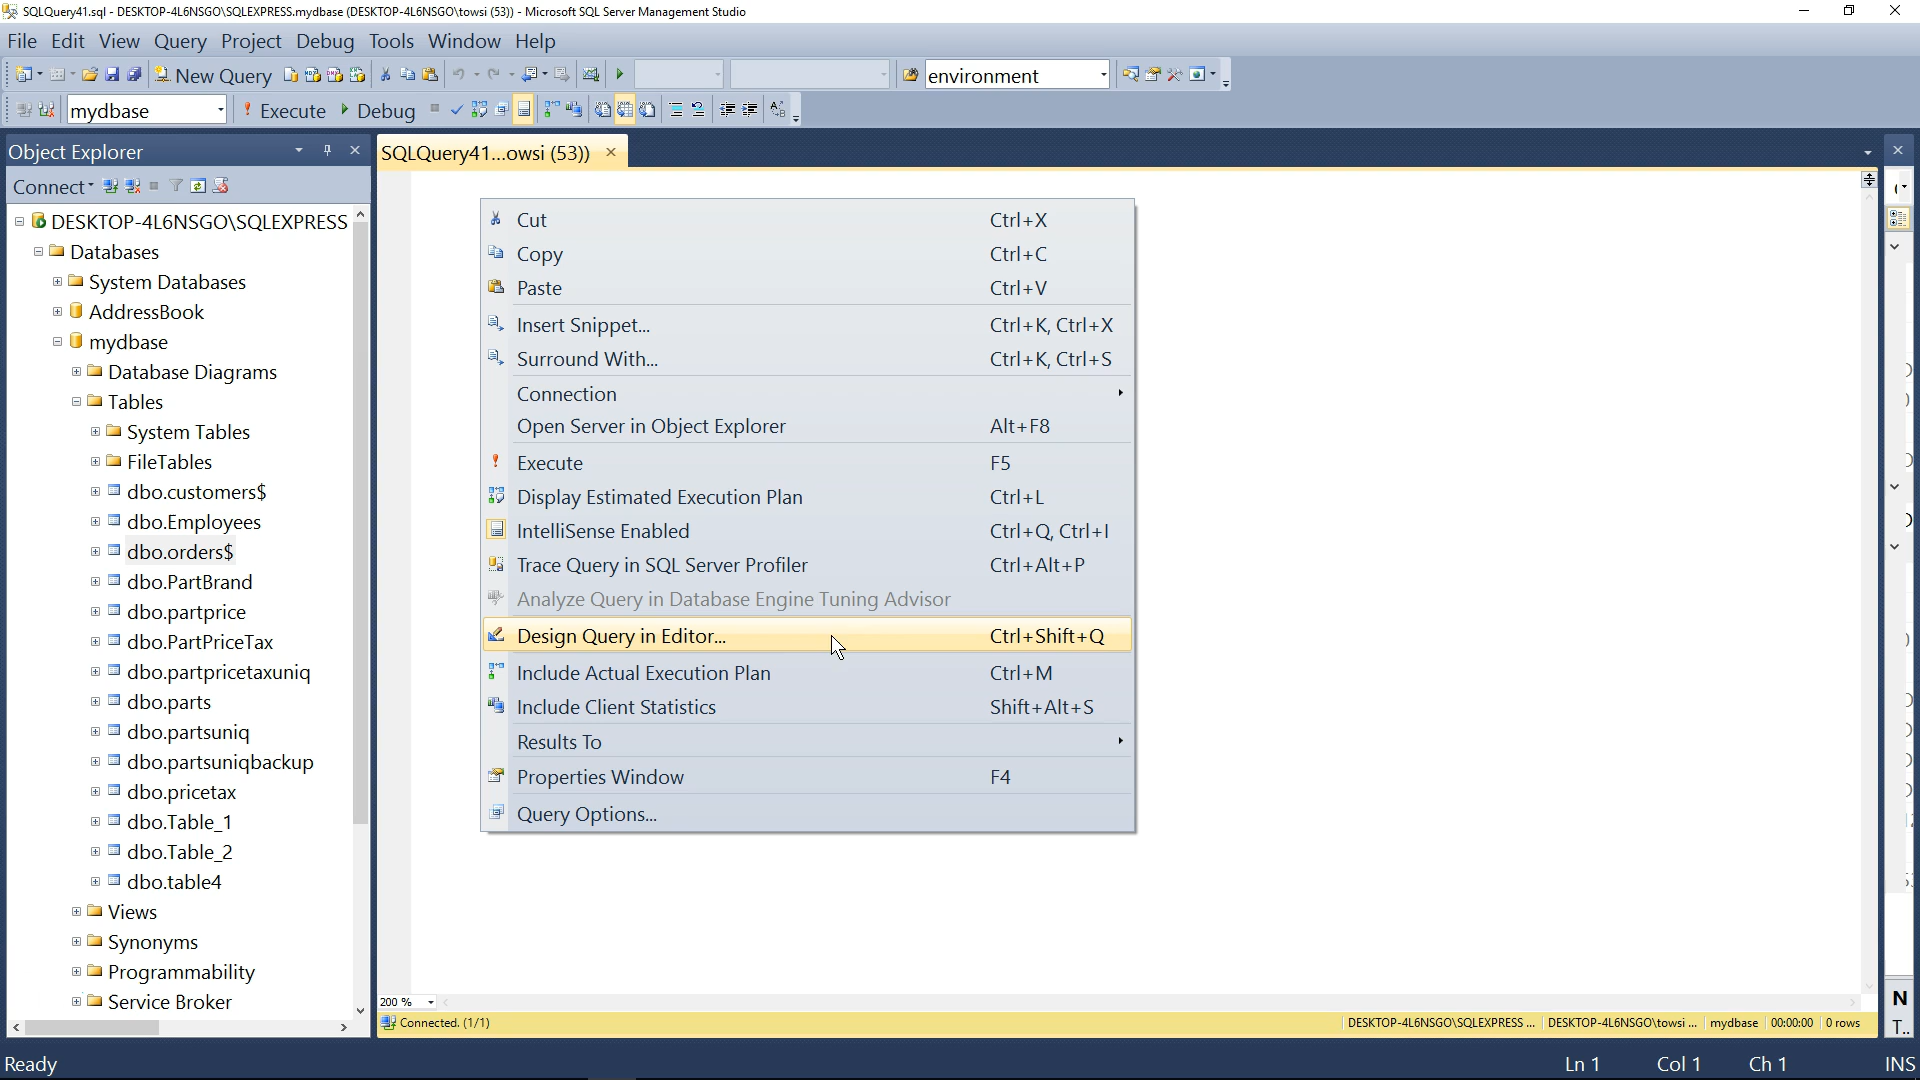 SQLQuery41.sql - DESKTOP-4L6NSGO\SQLEXPRESS.mydbase (DESKTOP-4L6NSGO\towsi (53)) - Microsoft SQL Server Management Studio
File Edit View Query Project Debug Tools Window Help
New Query environment
mydbase Execute Debug
Object Explorer
SQLQuery41...owsi (53))
Connect
DESKTOP-4L6NSGO\SQLEXPRESS
Databases
System Databases
AddressBook
mydbase
Database Diagrams
Tables
System Tables
FileTables
dbo.customers$
dbo.Employees
dbo.orders$
dbo.PartBrand
dbo.partprice
dbo.PartPriceTax
dbo.partpricetaxuniq
dbo.parts
dbo.partsuniq
dbo.partsuniqbackup
dbo.pricetax
dbo.Table_1
dbo.Table_2
dbo.table4
Views
Synonyms
Programmability
Service Broker
Cut Ctrl+X
Copy Ctrl+C
Paste Ctrl+V
Insert Snippet... Ctrl+K, Ctrl+X
Surround With... Ctrl+K, Ctrl+S
Connection
Open Server in Object Explorer Alt+F8
Execute F5
Display Estimated Execution Plan Ctrl+L
IntelliSense Enabled Ctrl+Q, Ctrl+I
Trace Query in SQL Server Profiler Ctrl+Alt+P
Analyze Query in Database Engine Tuning Advisor
Design Query in Editor... Ctrl+Shift+Q
Include Actual Execution Plan Ctrl+M
Include Client Statistics Shift+Alt+S
Results To
Properties Window F4
Query Options...
200 %
Connected. (1/1) DESKTOP-4L6NSGO\SQLEXPRESS ... DESKTOP-4L6NSGO\towsi ... mydbase 00:00:00 0 rows
N
T..
Ready Ln 1 Col 1 Ch 1 INS